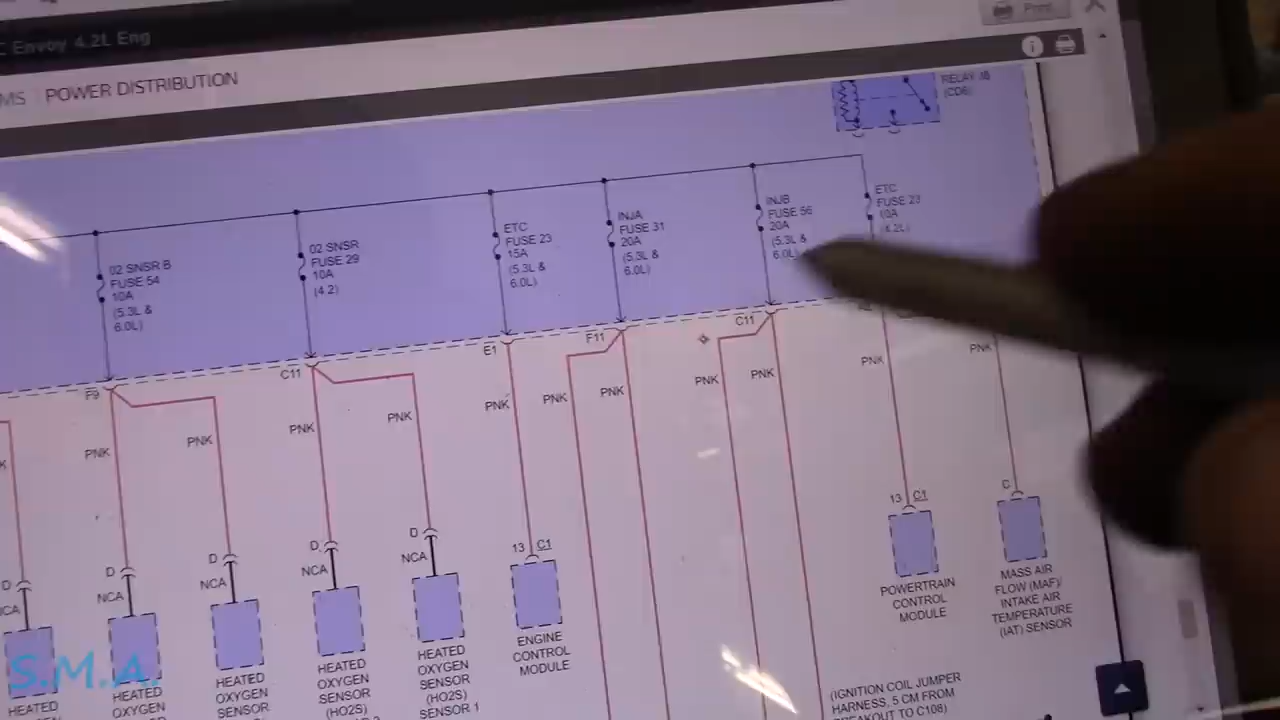 C Envoy 4.2L Eng
Print
MS POWER DISTRIBUTION
RELAY
(CD6)
02 SNSR B
FUSE 54
10A
(5.3L &
6.0L)
02 SNSR
FUSE 29
10A
(4.2)
ETC
FUSE 23
15A
(5.3L &
6.0L)
INJA
FUSE 31
20A
(5.3L &
6.0L)
INJB
FUSE 56
20A
(5.3L &
6.0L)
ETC
FUSE 23
10A
(4.2L)
F9
C11
E1
F11
C11
K
PNK
PNK
PNK
PNK
PNK
PNK
PNK
PNK
PNK
PNK
PNK
D
NCA
D
NCA
D
NCA
D
NCA
D
NCA
13 C1
13 C1
C
HEATED
HEATED
OXYGEN
HEATED
OXYGEN
SENSOR
HEATED
OXYGEN
SENSOR
(HO2S)
HEATED
OXYGEN
SENSOR
(HO2S)
SENSOR 1
ENGINE
CONTROL
MODULE
POWERTRAIN
CONTROL
MODULE
MASS AIR
FLOW (MAF)/
INTAKE AIR
TEMPERATURE
(IAT) SENSOR
(IGNITION COIL JUMPER
HARNESS, 5 CM FROM
BREAKOUT TO C108)
S.M.A.